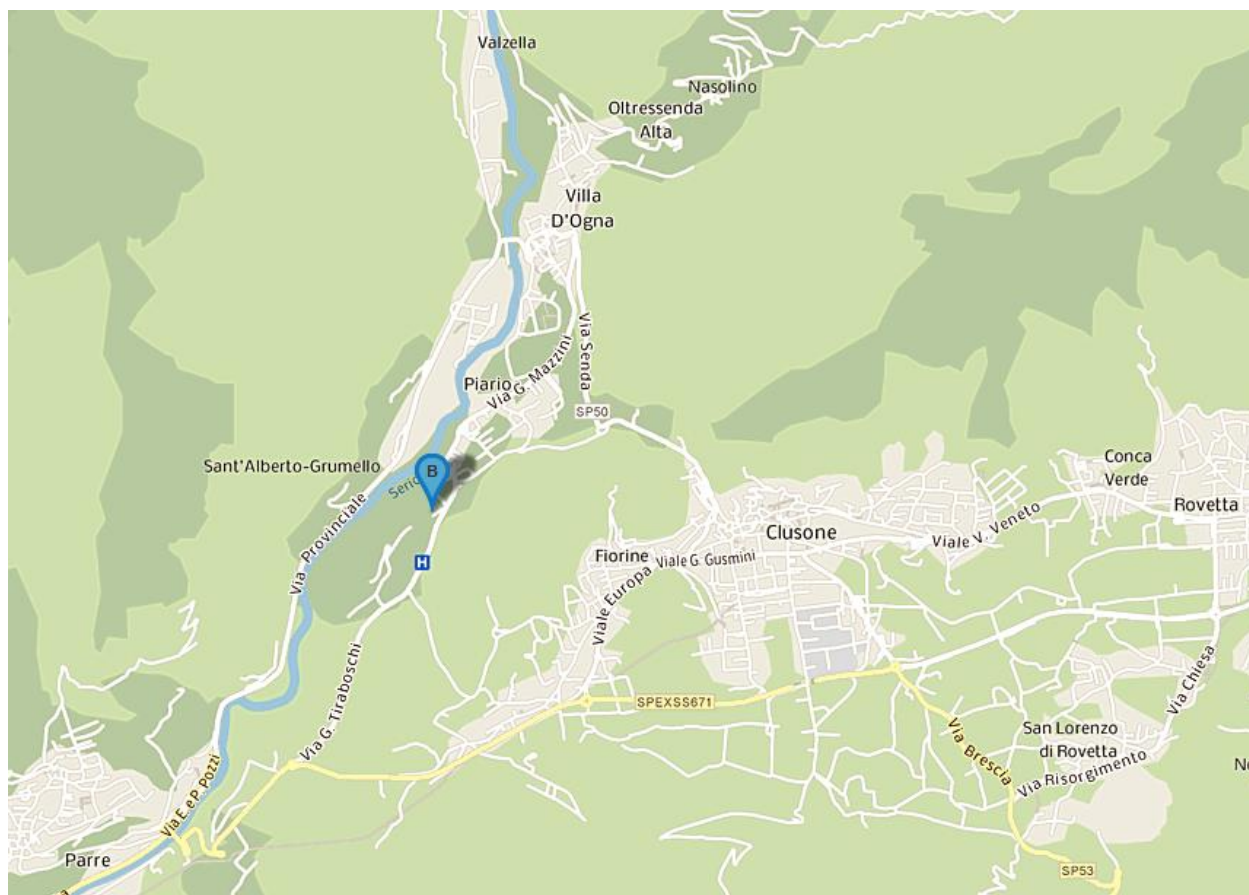 Valzella
Nasolino
Oltressenda
Alta
Villa
D'Ogna
Via Senda
Via G. Mazzini
Piario
SP50
Conca
Verde
Sant'Alberto-Grumello
B
Rovetta
Via Provinciale
Clusone
Viale V. Veneto
Fiorine
Viale G. Gusmini
H
Viale Europa
Via G. Tiraboschi
Via Chiesa
SPEXSS671
San Lorenzo
di Rovetta
Via Brescia
Via Risorgimento
Via E. e P. Pozzi
Parre
SP53